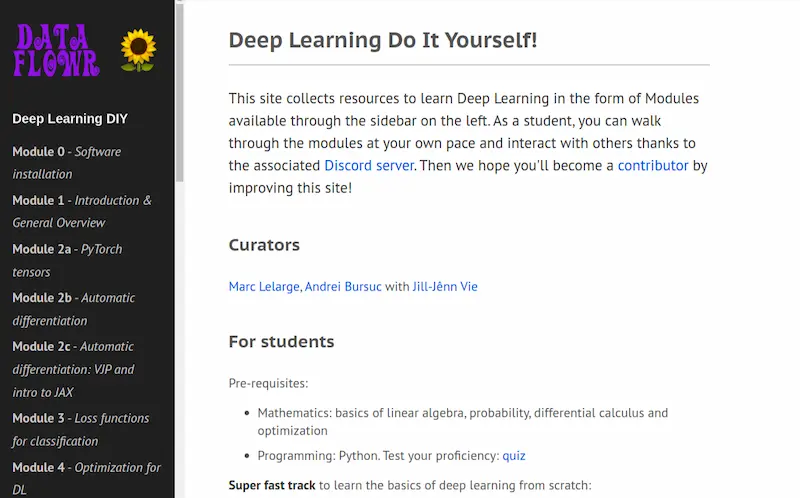 DATA
FLOWR
Deep Learning DIY
Module 0 - Software
installation
Module 1 - Introduction &
General Overview
Module 2a - PyTorch
tensors
Module 2b - Automatic
differentiation
Module 2c - Automatic
differentiation: VJP and
intro to JAX
Module 3 - Loss functions
for classification
Module 4 - Optimization for
DL
Deep Learning Do It Yourself!
This site collects resources to learn Deep Learning in the form of Modules
available through the sidebar on the left. As a student, you can walk
through the modules at your own pace and interact with others thanks to
the associated Discord server. Then we hope you'll become a contributor by
improving this site!
Curators
Marc Lelarge, Andrei Bursuc with Jill-Jênn Vie
For students
Pre-requisites:
• Mathematics: basics of linear algebra, probability, differential calculus and
optimization
• Programming: Python. Test your proficiency: quiz
Super fast track to learn the basics of deep learning from scratch: